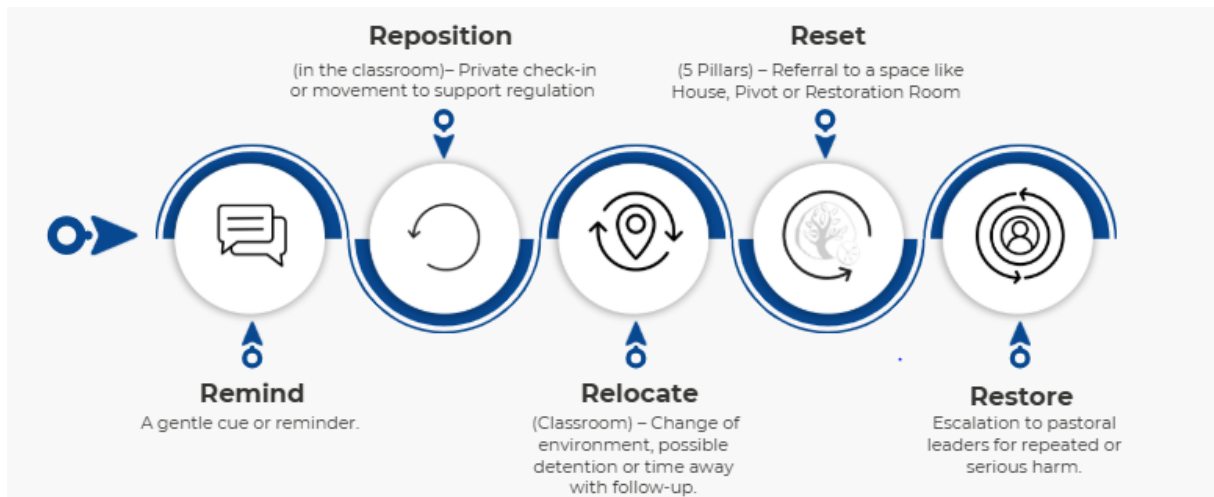 Reposition
(in the classroom)– Private check-in
or movement to support regulation
Reset
(5 Pillars) – Referral to a space like
House, Pivot or Restoration Room
Remind
A gentle cue or reminder.
Relocate
(Classroom) – Change of
environment, possible
detention or time away
with follow-up.
Restore
Escalation to pastoral
leaders for repeated or
serious harm.